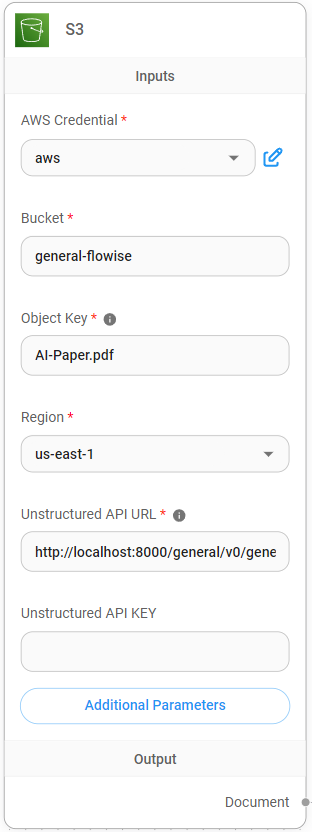 S3
Inputs
AWS Credential *
aws
Bucket *
general-flowise
Object Key *
AI-Paper.pdf
Region *
us-east-1
Unstructured API URL *
http://localhost:8000/general/v0/gene
Unstructured API KEY
Additional Parameters
Output
Document